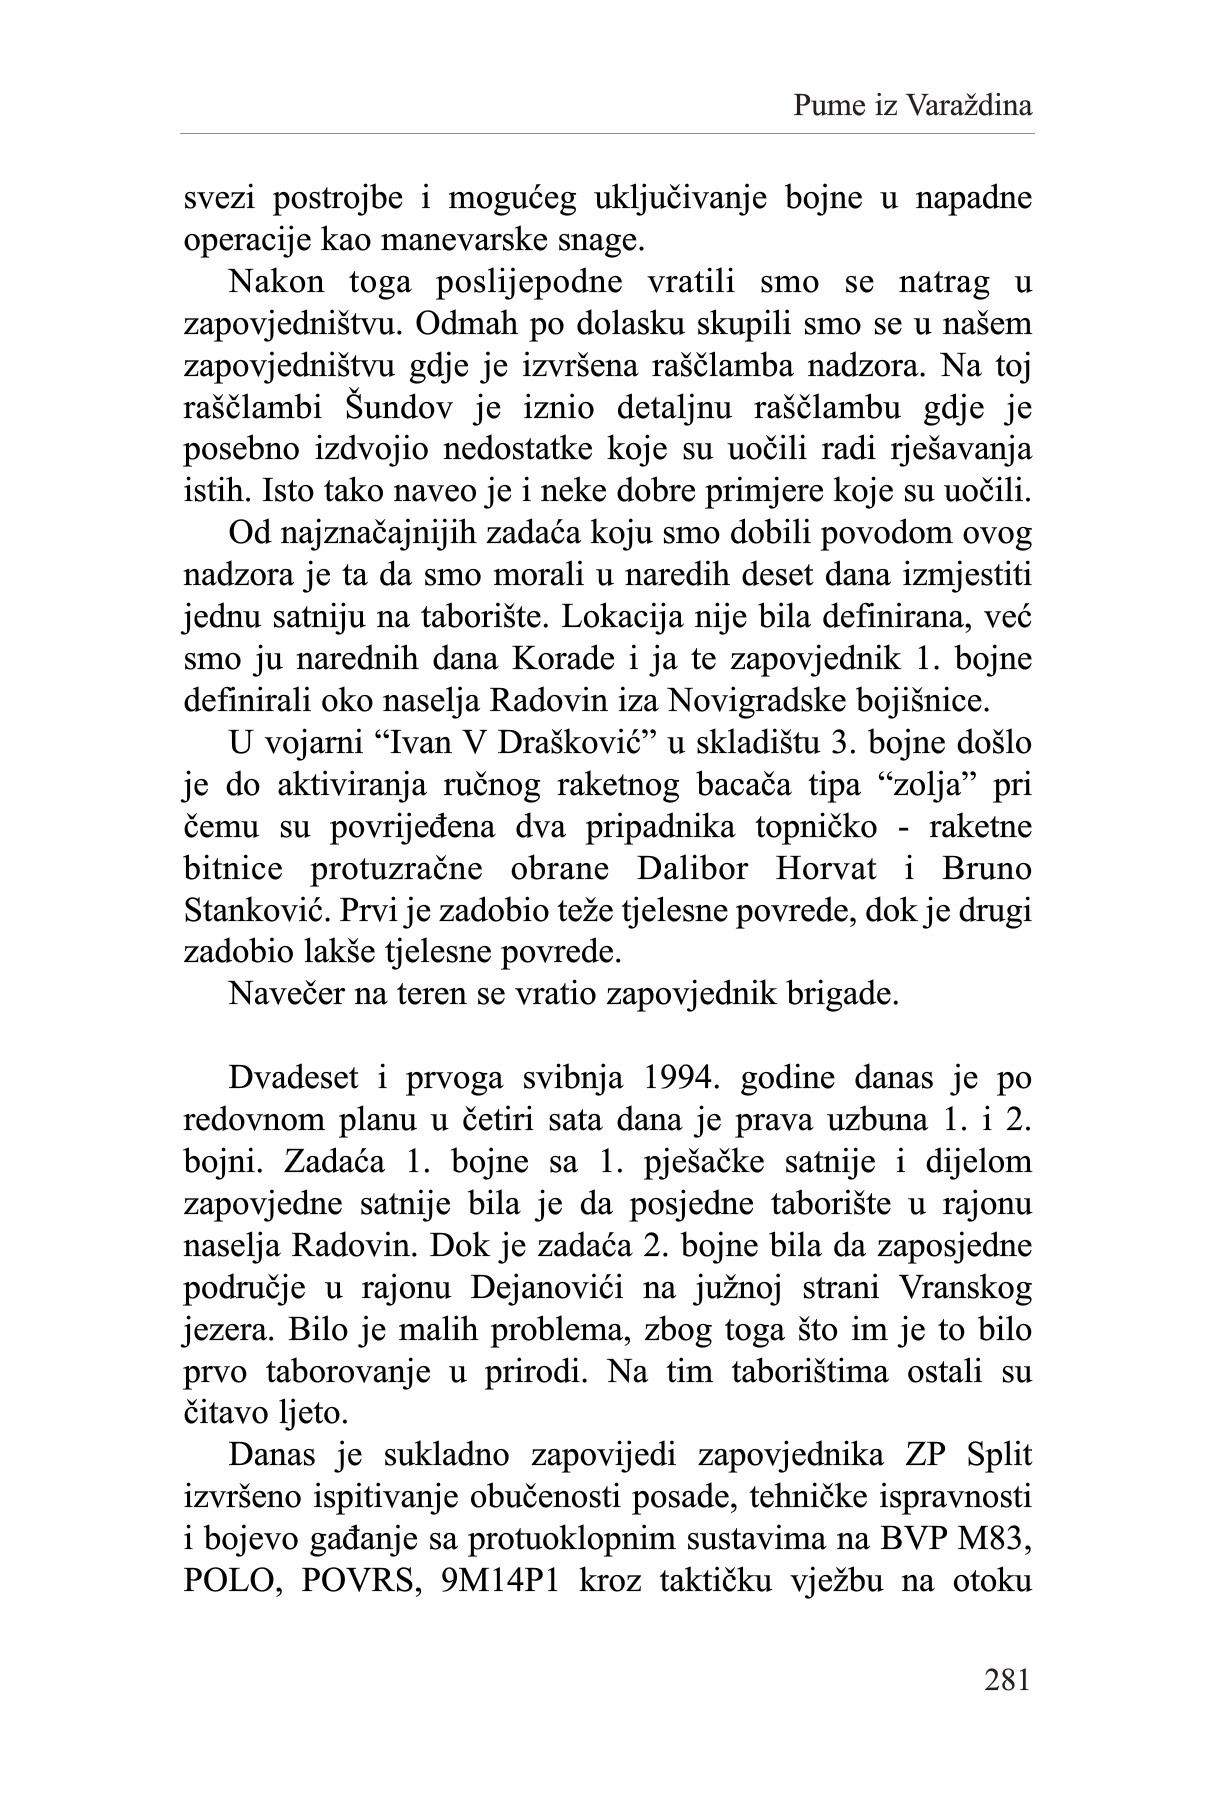 Pume iz Varaždina
svezi postrojbe i mogućeg uključivanje bojne u napadne
operacije kao manevarske snage.
Nakon toga poslijepodne vratili smo se natrag u
zapovjedništvu. Odmah po dolasku skupili smo se u našem
zapovjedništvu gdje je izvršena raščlamba nadzora. Na toj
raščlambi Šundov je iznio detaljnu raščlambu gdje je
posebno izdvojio nedostatke koje su uočili radi rješavanja
istih. Isto tako naveo je i neke dobre primjere koje su uočili.
Od najznačajnijih zadaća koju smo dobili povodom ovog
nadzora je ta da smo morali u naredih deset dana izmjestiti
jednu satniju na taborište. Lokacija nije bila definirana, već
smo ju narednih dana Korade i ja te zapovjednik 1. bojne
definirali oko naselja Radovin iza Novigradske bojišnice.
U vojarni “Ivan V Drašković” u skladištu 3. bojne došlo
je do aktiviranja ručnog raketnog bacača tipa “zolja” pri
čemu su povrijeđena dva pripadnika topničko - raketne
bitnice protuzračne obrane Dalibor Horvat i Bruno
Stanković. Prvi je zadobio teže tjelesne povrede, dok je drugi
zadobio lakše tjelesne povrede.
Navečer na teren se vratio zapovjednik brigade.
Dvadeset i prvoga svibnja 1994. godine danas je po
redovnom planu u četiri sata dana je prava uzbuna 1. i 2.
bojni. Zadaća 1. bojne sa 1. pješačke satnije i dijelom
zapovjedne satnije bila je da posjedne taborište u rajonu
naselja Radovin. Dok je zadaća 2. bojne bila da zaposjedne
područje u rajonu Dejanovići na južnoj strani Vranskog
jezera. Bilo je malih problema, zbog toga što im je to bilo
prvo taborovanje u prirodi. Na tim taborištima ostali su
čitavo ljeto.
Danas je sukladno zapovijedi zapovjednika ZP Split
izvršeno ispitivanje obučenosti posade, tehničke ispravnosti
i bojevo gađanje sa protuoklopnim sustavima na BVP M83,
POLO, POVRS, 9M14P1 kroz taktičku vježbu na otoku
281